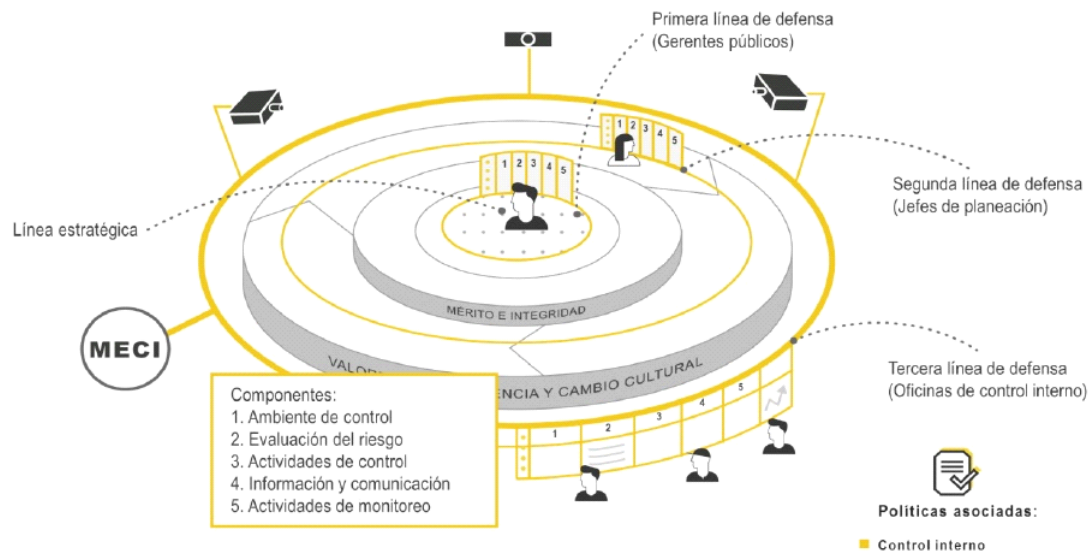 Primera línea de defensa
(Gerentes públicos)
1 2 3 4 5
1 2 3 4 5
Segunda línea de defensa
(Jefes de planeación)
Línea estratégica
MÉRITO E INTEGRIDAD
MECI
VALOR
ENCIA Y CAMBIO CULTURAL
Tercera línea de defensa
(Oficinas de control interno)
Componentes:
1. Ambiente de control
2. Evaluación del riesgo
3. Actividades de control
4. Información y comunicación
5. Actividades de monitoreo
1 2 3 4 5
Políticas asociadas:
Control interno